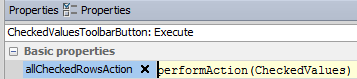 Properties Properties
CheckedValuesToolbarButton: Execute
Basic properties
allCheckedRowsAction performAction(CheckedValues)